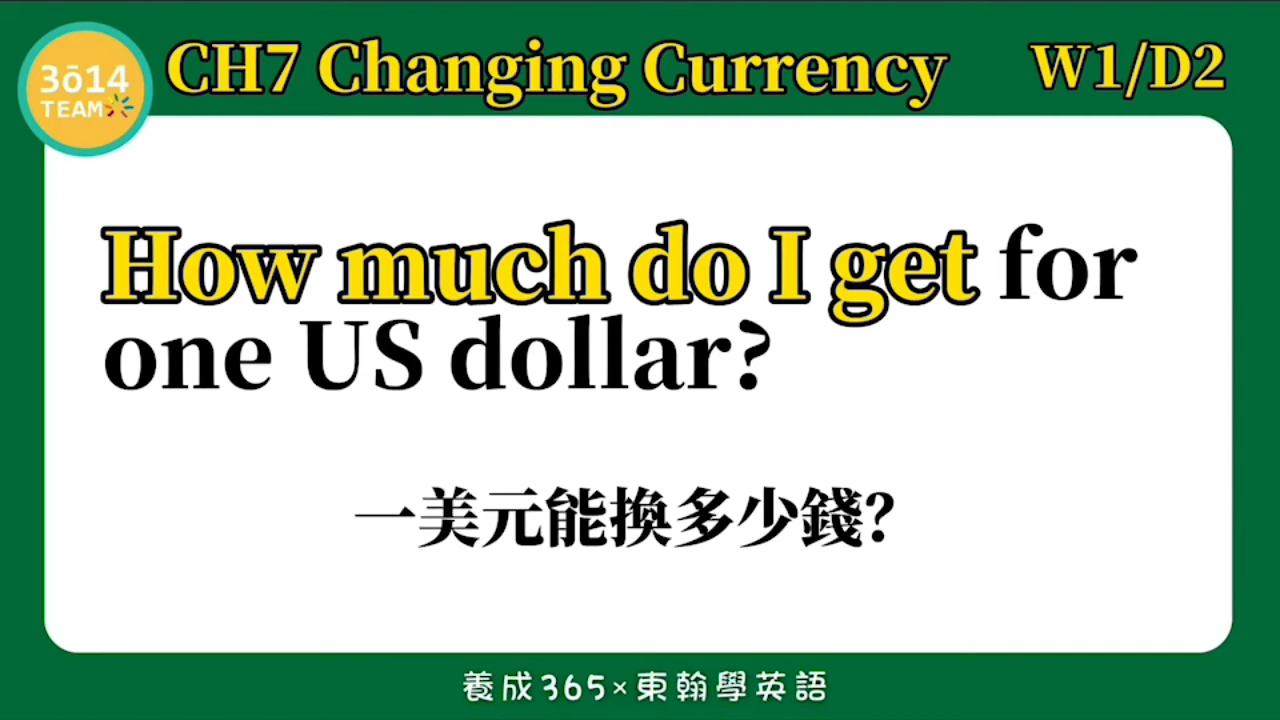 3ō14
TEAM
CH7 Changing Currency
W1/D2
How much do I get for
one US dollar?
一美元能換多少錢?
養成365×東翰學英語